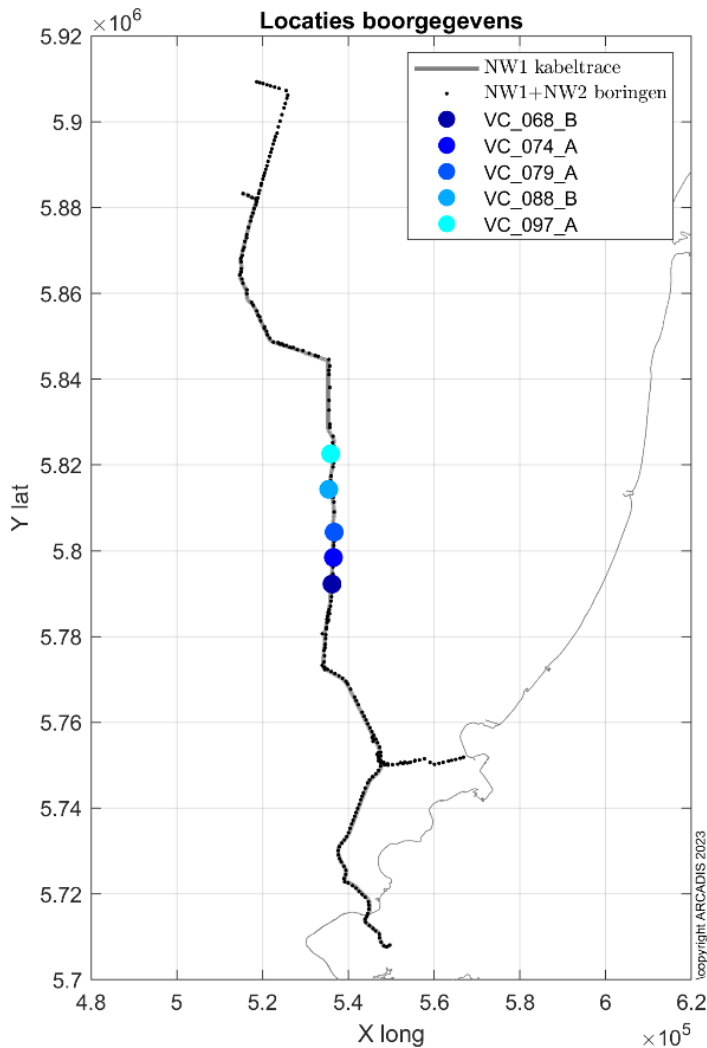 Locaties boorgegevens
×10⁶
NW1 kabeltrace
NW1+NW2 boringen
VC_068_B
VC_074_A
VC_079_A
VC_088_B
VC_097_A
5.92
5.9
5.88
5.86
5.84
5.82
5.8
5.78
5.76
5.74
5.72
5.7
Y lat
4.8
5
5.2
5.4
5.6
5.8
6
6.2
X long
×10⁵
\copyright ARCADIS 2023